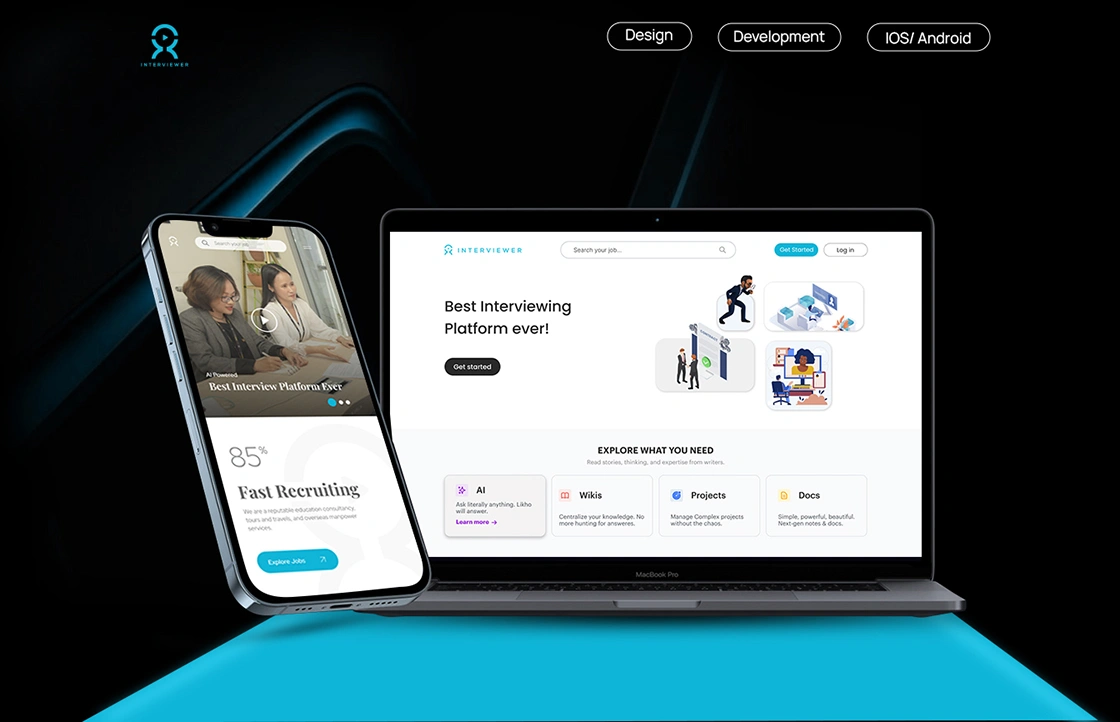 INTERVIEWER
Design
Development
IOS/ Android
Search your job...
AI Powered
Best Interview Platform Ever
85%
Fast Recruiting
We are a reputable education consultancy,
tours and travels, and overseas manpower
services.
Explore Jobs
INTERVIEWER
Search your job...
Get Started
Log in
Best Interviewing
Platform ever!
Get started
EXPLORE WHAT YOU NEED
Read stories, thinking, and expertise from writers.
AI
Ask literally anything. Likho
will answer.
Learn more →
Wikis
Centralize your knowledge. No
more hunting for answeres.
Projects
Manage Complex projects
without the chaos.
Docs
Simple, powerful, beautiful.
Next-gen notes & docs.
MacBook Pro